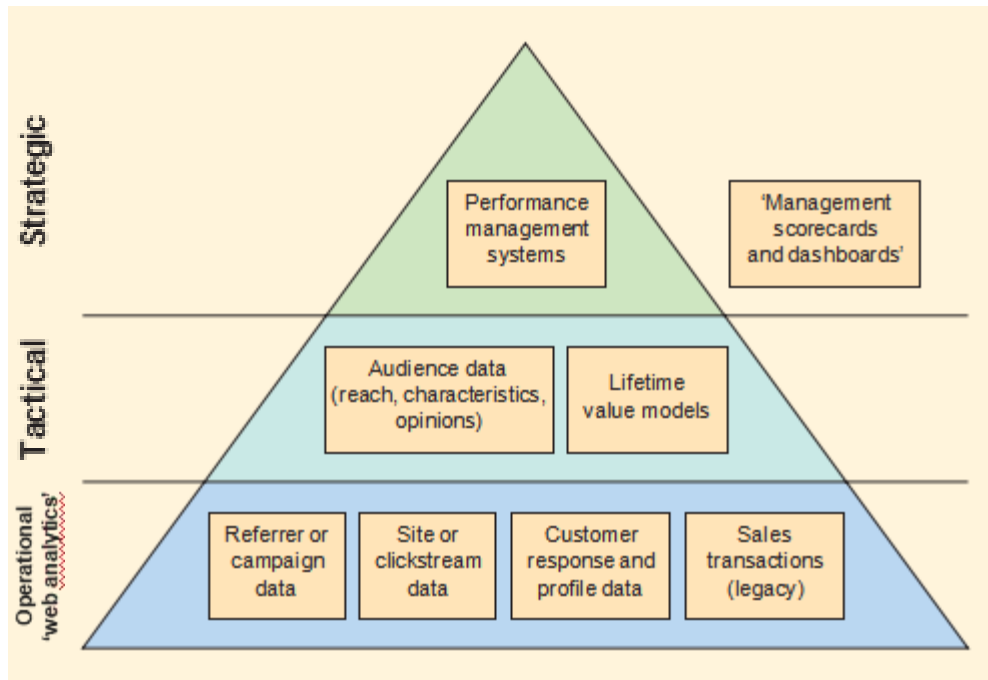 Strategic
Performance
management
systems
‘Management
scorecards
and dashboards’
Tactical
Audience data
(reach, characteristics,
opinions)
Lifetime
value models
Operational
‘web analytics’
Referrer or
campaign
data
Site or
clickstream
data
Customer
response and
profile data
Sales
transactions
(legacy)